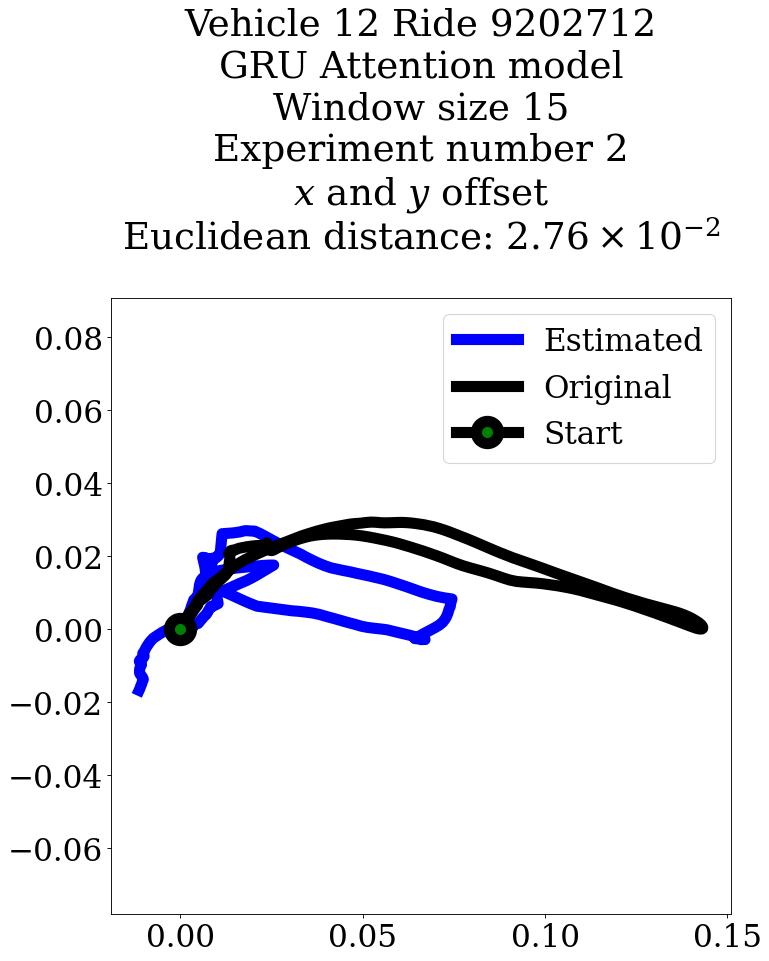 Vehicle 12 Ride 9202712
GRU Attention model
Window size 15
Experiment number 2
x and y offset
Euclidean distance: 2.76 × 10⁻²
Estimated
Original
Start
0.08
0.06
0.04
0.02
0.00
−0.02
−0.04
−0.06
0.00 0.05 0.10 0.15